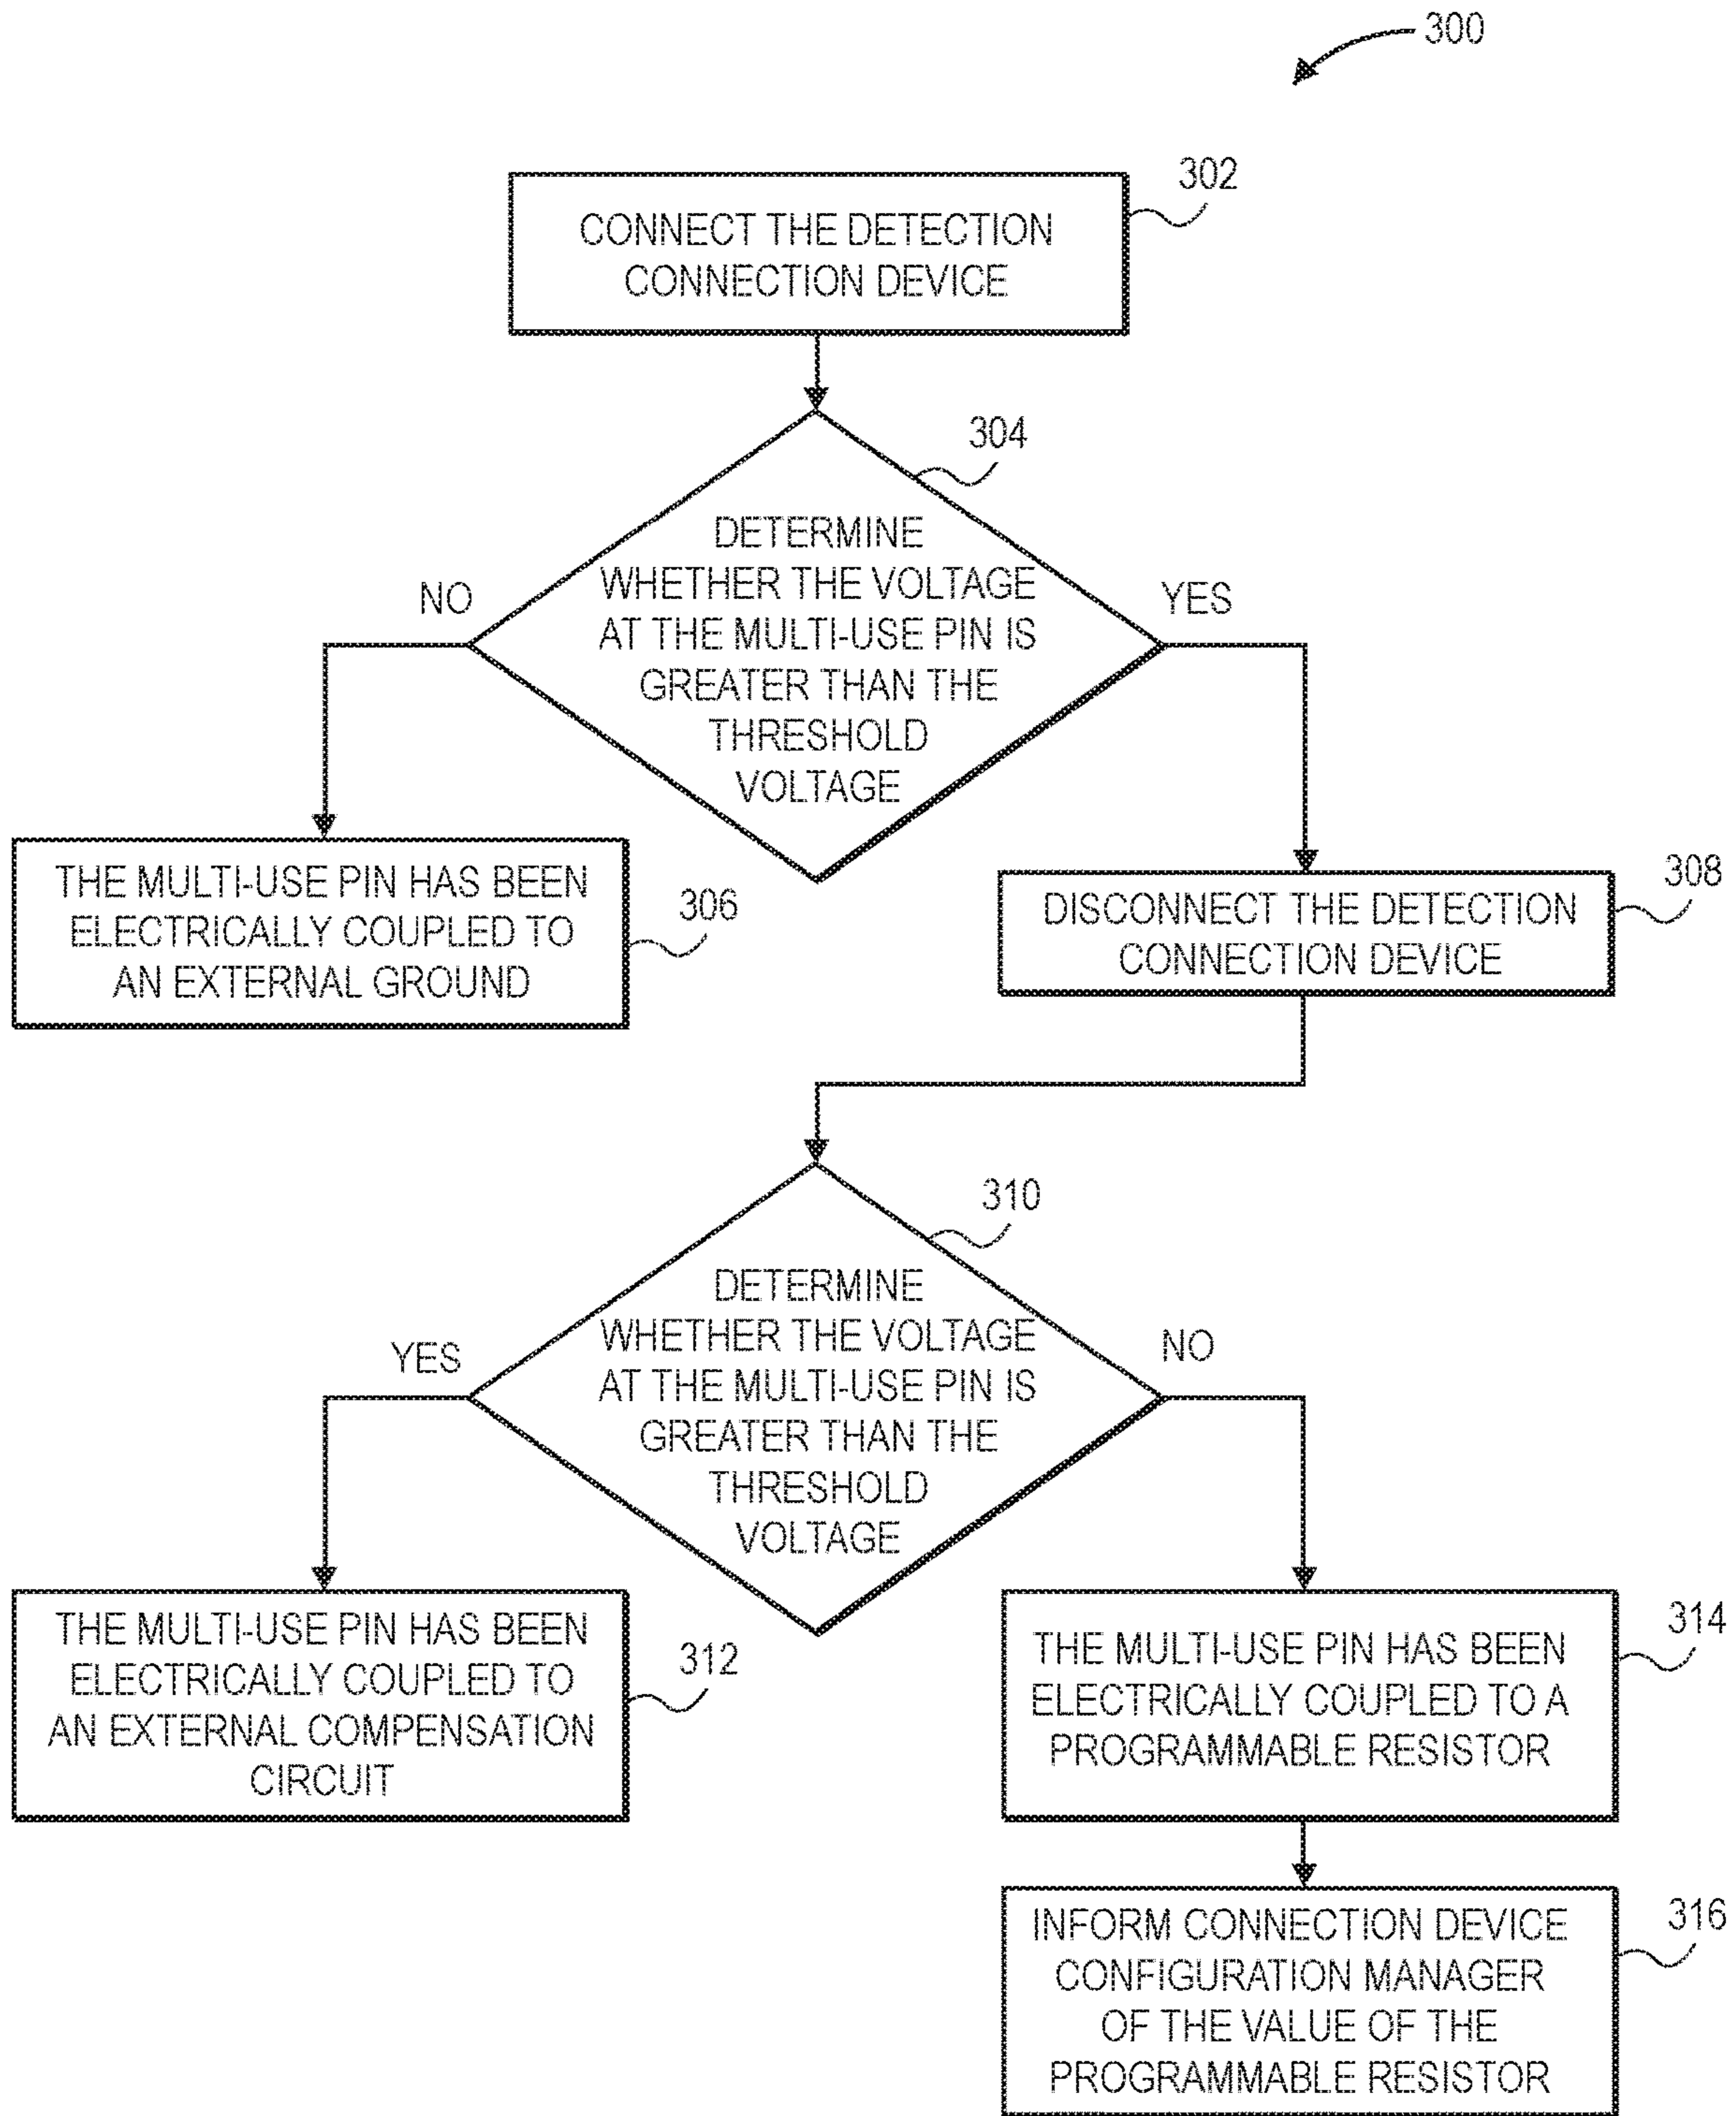 300
302
CONNECT THE DETECTION
CONNECTION DEVICE
304
DETERMINE
WHETHER THE VOLTAGE
AT THE MULTI-USE PIN IS
GREATER THAN THE
THRESHOLD
VOLTAGE
NO
YES
THE MULTI-USE PIN HAS BEEN
ELECTRICALLY COUPLED TO
AN EXTERNAL GROUND
306
DISCONNECT THE DETECTION
CONNECTION DEVICE
308
310
DETERMINE
WHETHER THE VOLTAGE
AT THE MULTI-USE PIN IS
GREATER THAN THE
THRESHOLD
VOLTAGE
YES
NO
THE MULTI-USE PIN HAS BEEN
ELECTRICALLY COUPLED TO
AN EXTERNAL COMPENSATION
CIRCUIT
312
THE MULTI-USE PIN HAS BEEN
ELECTRICALLY COUPLED TO A
PROGRAMMABLE RESISTOR
314
INFORM CONNECTION DEVICE
CONFIGURATION MANAGER
OF THE VALUE OF THE
PROGRAMMABLE RESISTOR
316